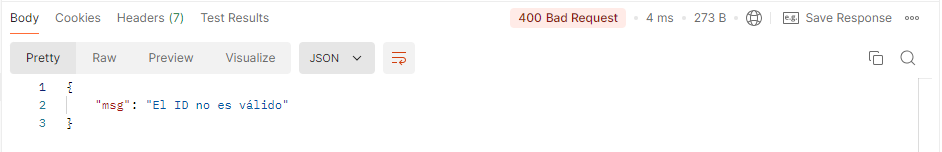 Body Cookies Headers (7) Test Results 400 Bad Request • 4 ms • 273 B e.g. Save Response
Pretty Raw Preview Visualize JSON
1 {
2 "msg": "El ID no es válido"
3 }